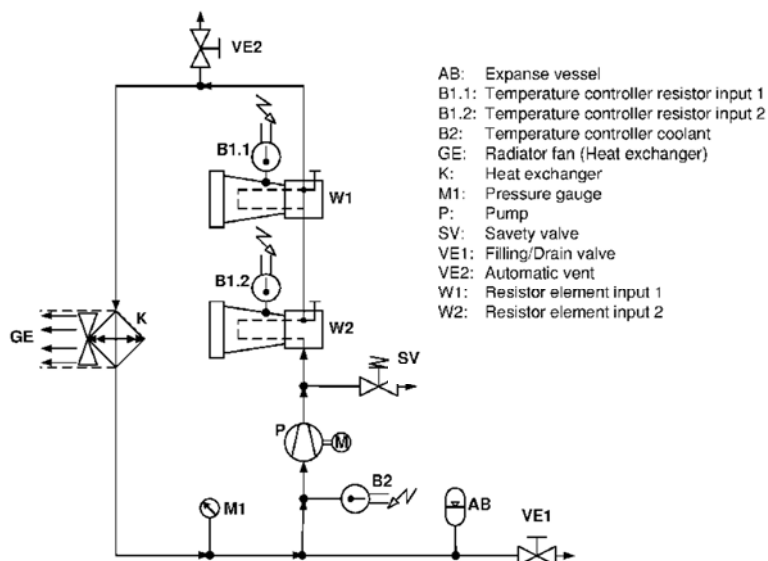 VE2
B1.1
W1
B1.2
W2
GE
K
SV
P
M
B2
M1
AB
VE1
AB: Expanse vessel
B1.1: Temperature controller resistor input 1
B1.2: Temperature controller resistor input 2
B2: Temperature controller coolant
GE: Radiator fan (Heat exchanger)
K: Heat exchanger
M1: Pressure gauge
P: Pump
SV: Savety valve
VE1: Filling/Drain valve
VE2: Automatic vent
W1: Resistor element input 1
W2: Resistor element input 2